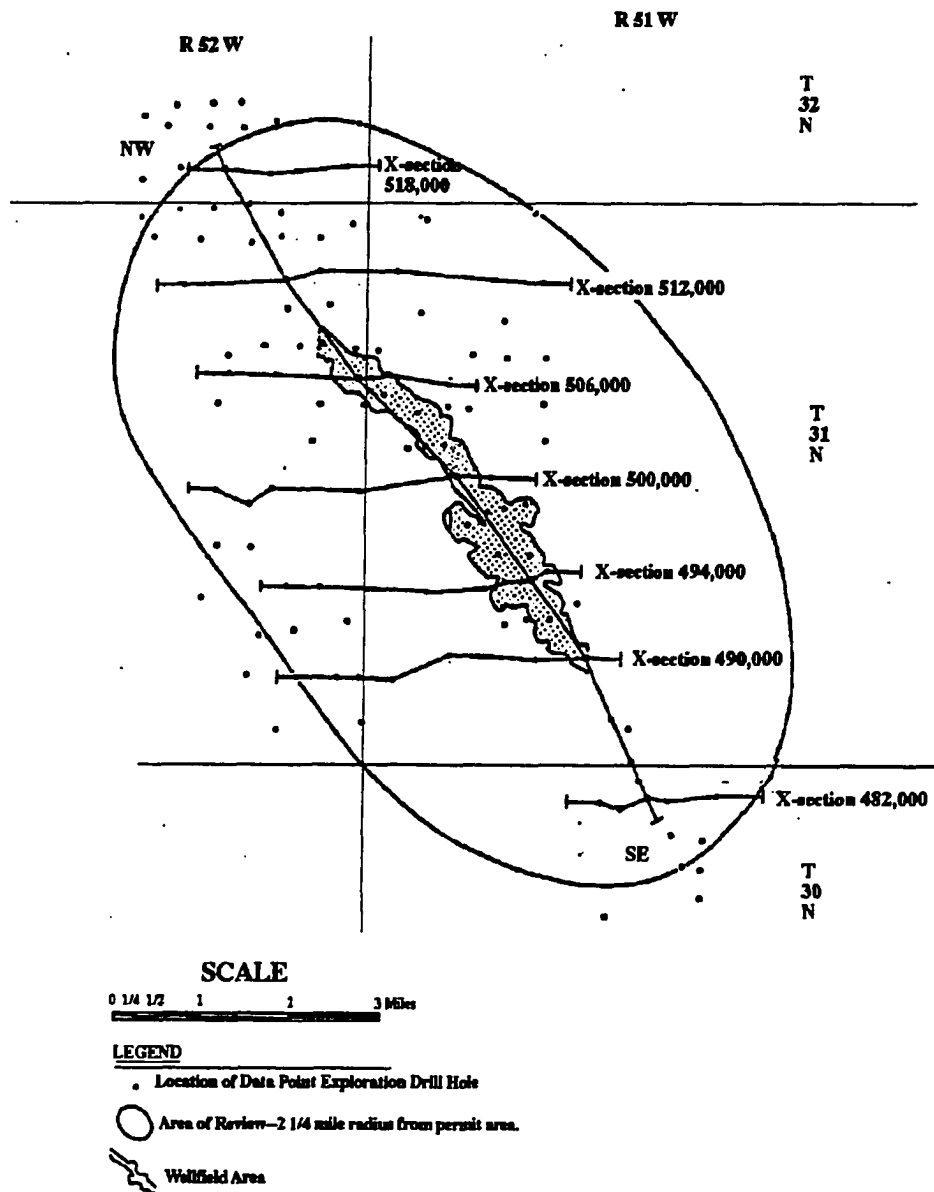 R 51 W
R 52 W
T
32
N
NW
X-section
518,000
X-section 512,000
X-section 506,000
T
31
N
X-section 500,000
X-section 494,000
X-section 490,000
X-section 482,000
SE
T
30
N
SCALE
0 1/4 1/2 1 2 3 Miles
LEGEND
Location of Data Point Exploration Drill Hole
Area of Review--2 1/4 mile radius from permit area.
Wellfield Area